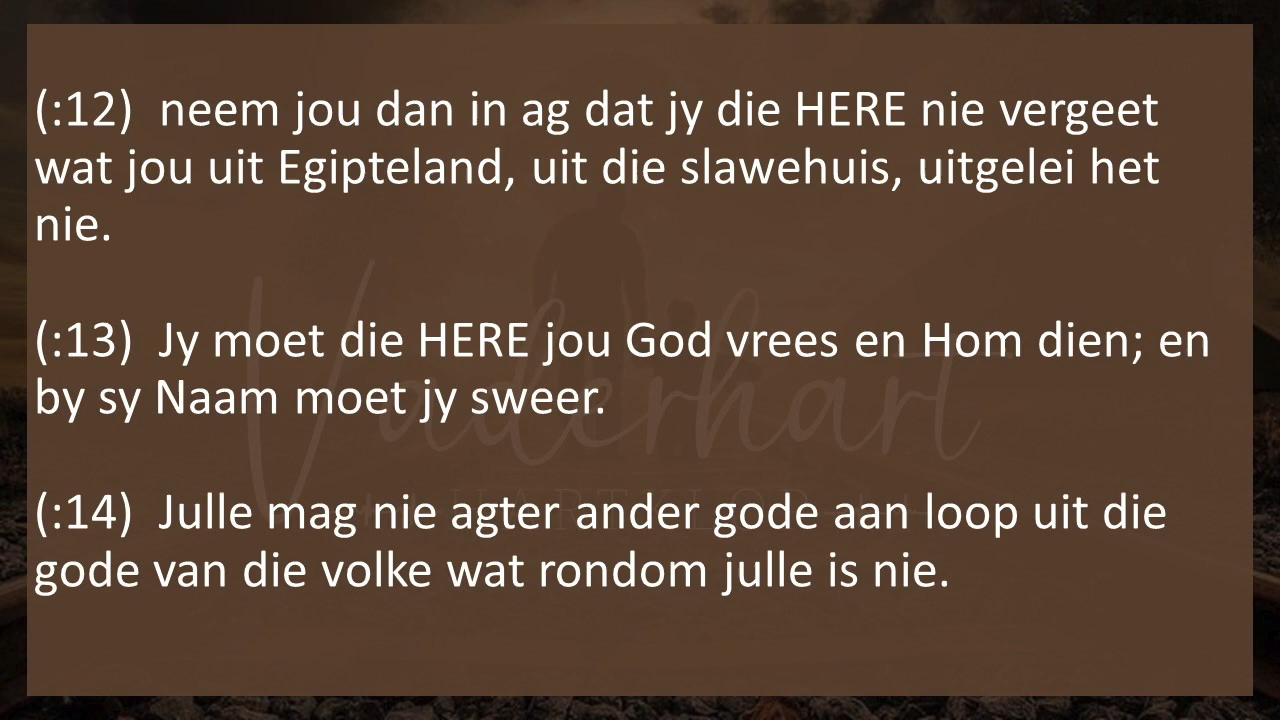 (:12)  neem jou dan in ag dat jy die HERE nie vergeet
wat jou uit Egipteland, uit die slawehuis, uitgelei het
nie.
(:13)  Jy moet die HERE jou God vrees en Hom dien; en
by sy Naam moet jy sweer.
(:14)  Julle mag nie agter ander gode aan loop uit die
gode van die volke wat rondom julle is nie.
Vaderhart
HARTKLOP